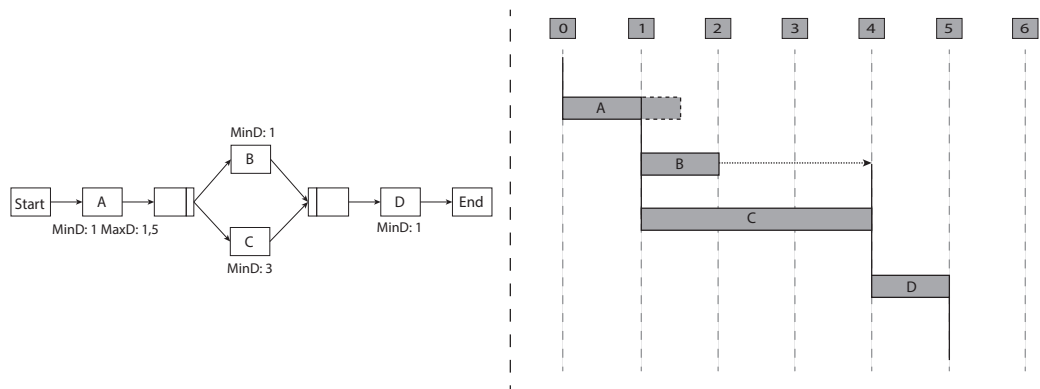 MinD: 1
B
Start
A
D
End
MinD: 1 MaxD: 1,5
MinD: 1
C
MinD: 3
0 1 2 3 4 5 6
A
B
C
D